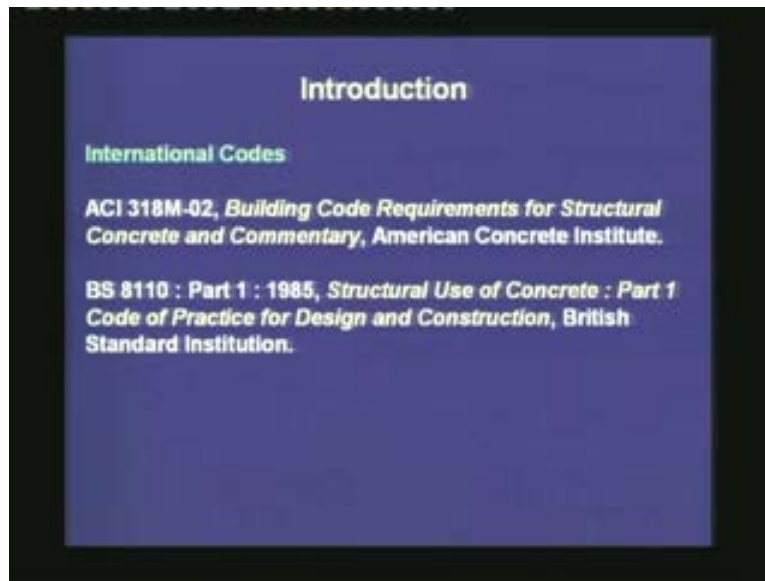 Introduction
International Codes
ACI 318M-02, Building Code Requirements for Structural
Concrete and Commentary, American Concrete Institute.
BS 8110 : Part 1 : 1985, Structural Use of Concrete : Part 1
Code of Practice for Design and Construction, British
Standard Institution.